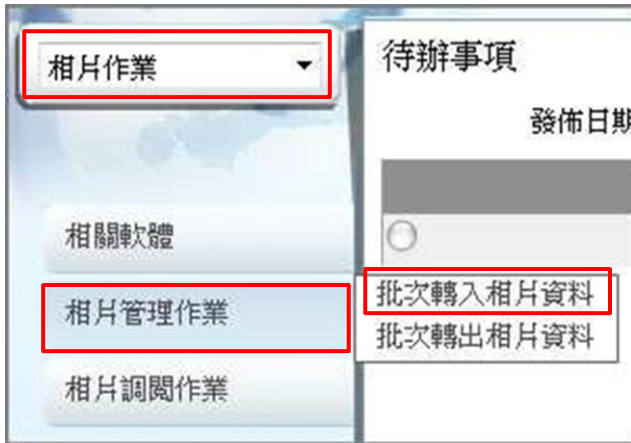 相片作業
待辦事項
發佈日期
相關軟體
相片管理作業
批次轉入相片資料
批次轉出相片資料
相片調閱作業